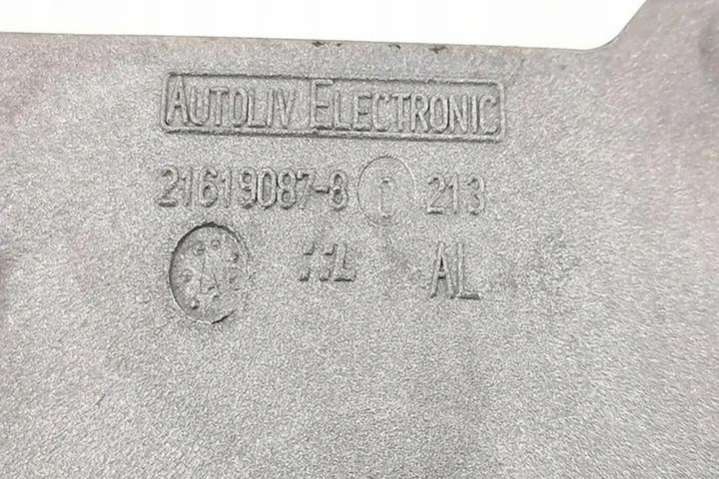 AUTOLIV ELECTRONIC
21619087-8 213
AL